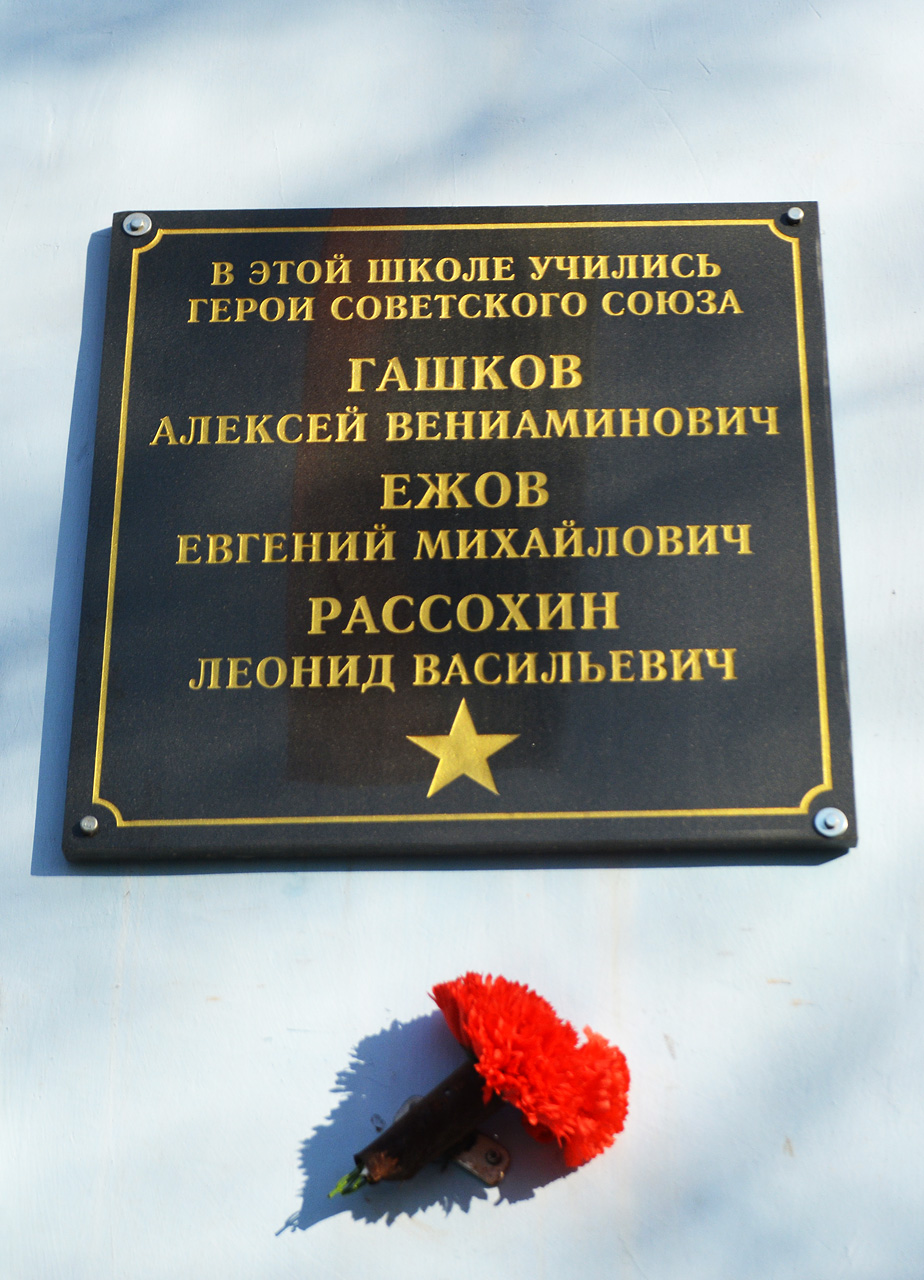 В ЭТОЙ ШКОЛЕ УЧИЛИСЬ
ГЕРОИ СОВЕТСКОГО СОЮЗА
ГАШКОВ
АЛЕКСЕЙ ВЕНИАМИНОВИЧ
ЕЖОВ
ЕВГЕНИЙ МИХАЙЛОВИЧ
РАССОХИН
ЛЕОНИД ВАСИЛЬЕВИЧ